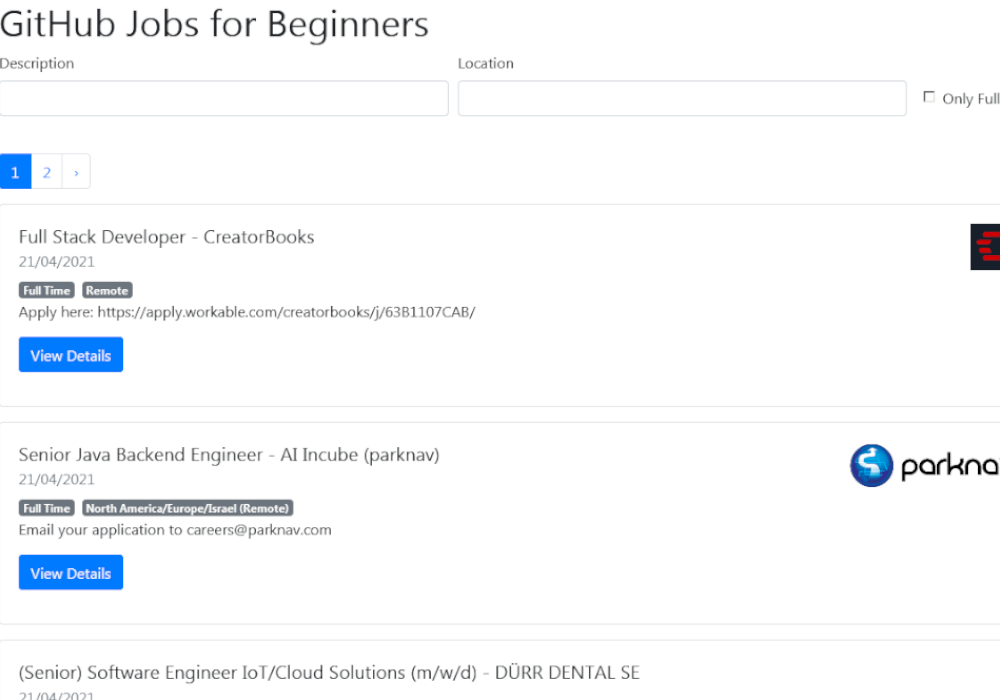 GitHub Jobs for Beginners
Description
Location
Only Full
1 2 ›
Full Stack Developer - CreatorBooks
21/04/2021
Full Time Remote
Apply here: https://apply.workable.com/creatorbooks/j/63B1107CAB/
View Details
Senior Java Backend Engineer - AI Incube (parknav)
parkna
21/04/2021
Full Time North America/Europe/Israel (Remote)
Email your application to careers@parknav.com
View Details
(Senior) Software Engineer IoT/Cloud Solutions (m/w/d) - DÜRR DENTAL SE
21/04/2021